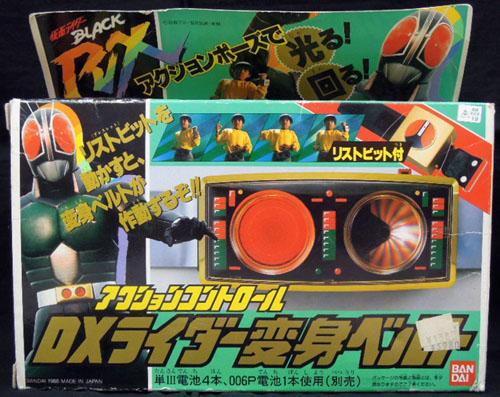 仮面ライダー
BLACK
RX
アクションポーズで
光る!
回る!
リストビットを
動かすと、
変身ベルトが
作動するぞ!!
リストビット付
アクションコントロール
DXライダー変身ベルト
BANDAI 1988 MADE IN JAPAN
単III電池4本、006P電池1本使用(別売)
BAN
DAI